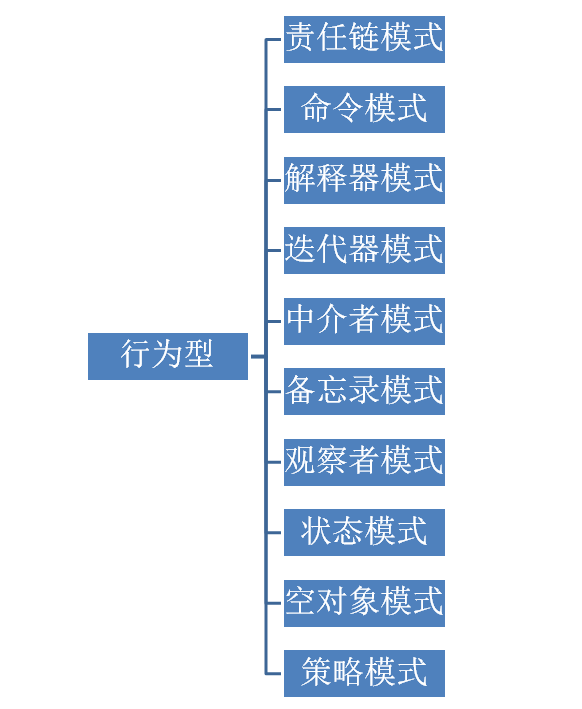 责任链模式
命令模式
解释器模式
迭代器模式
中介者模式
行为型
备忘录模式
观察者模式
状态模式
空对象模式
策略模式